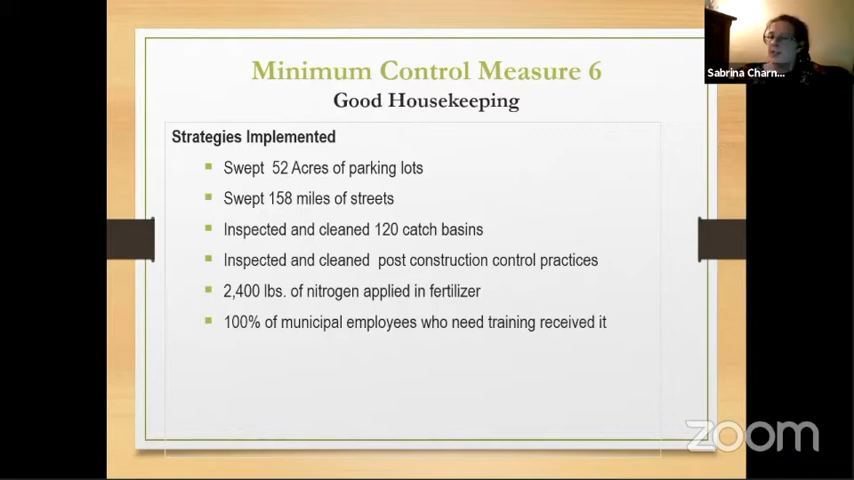 Minimum Control Measure 6
Good Housekeeping
Strategies Implemented
Swept 52 Acres of parking lots
Swept 158 miles of streets
Inspected and cleaned 120 catch basins
Inspected and cleaned post construction control practices
2,400 lbs. of nitrogen applied in fertilizer
100% of municipal employees who need training received it
Sabrina Charn...
zoom